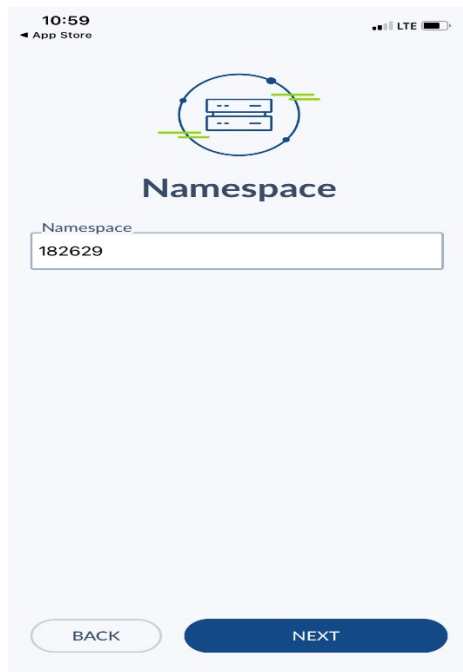 10:59
LTE
◀ App Store
Namespace
Namespace
182629
BACK
NEXT